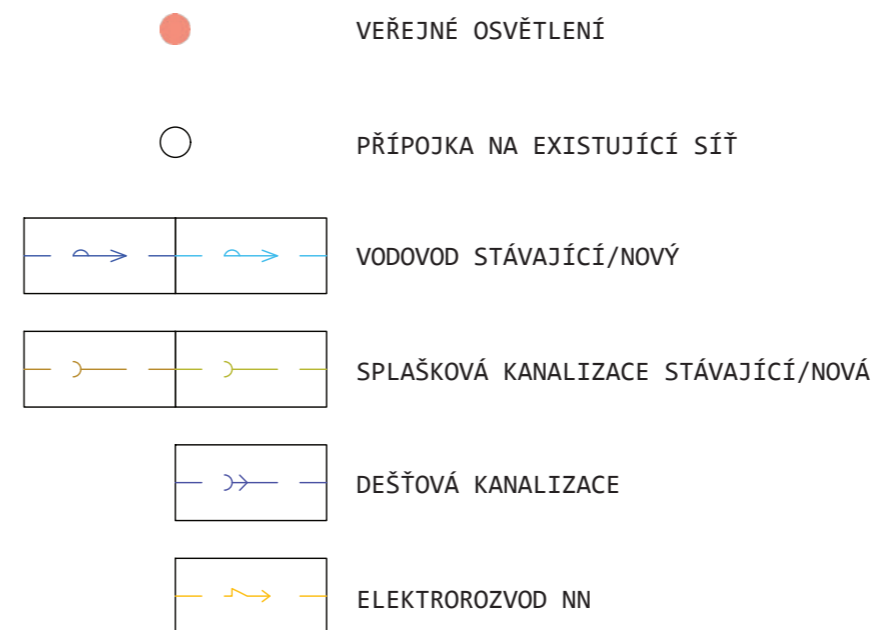 VEŘEJNÉ OSVĚTLENÍ
PŘÍPOJKA NA EXISTUJÍCÍ SÍŤ
VODOVOD STÁVAJÍCÍ/NOVÝ
SPLAŠKOVÁ KANALIZACE STÁVAJÍCÍ/NOVÁ
DEŠŤOVÁ KANALIZACE
ELEKTROROZVOD NN